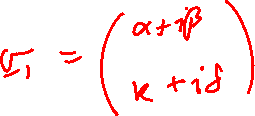 v₁ = ( α + iβ
κ + iδ )